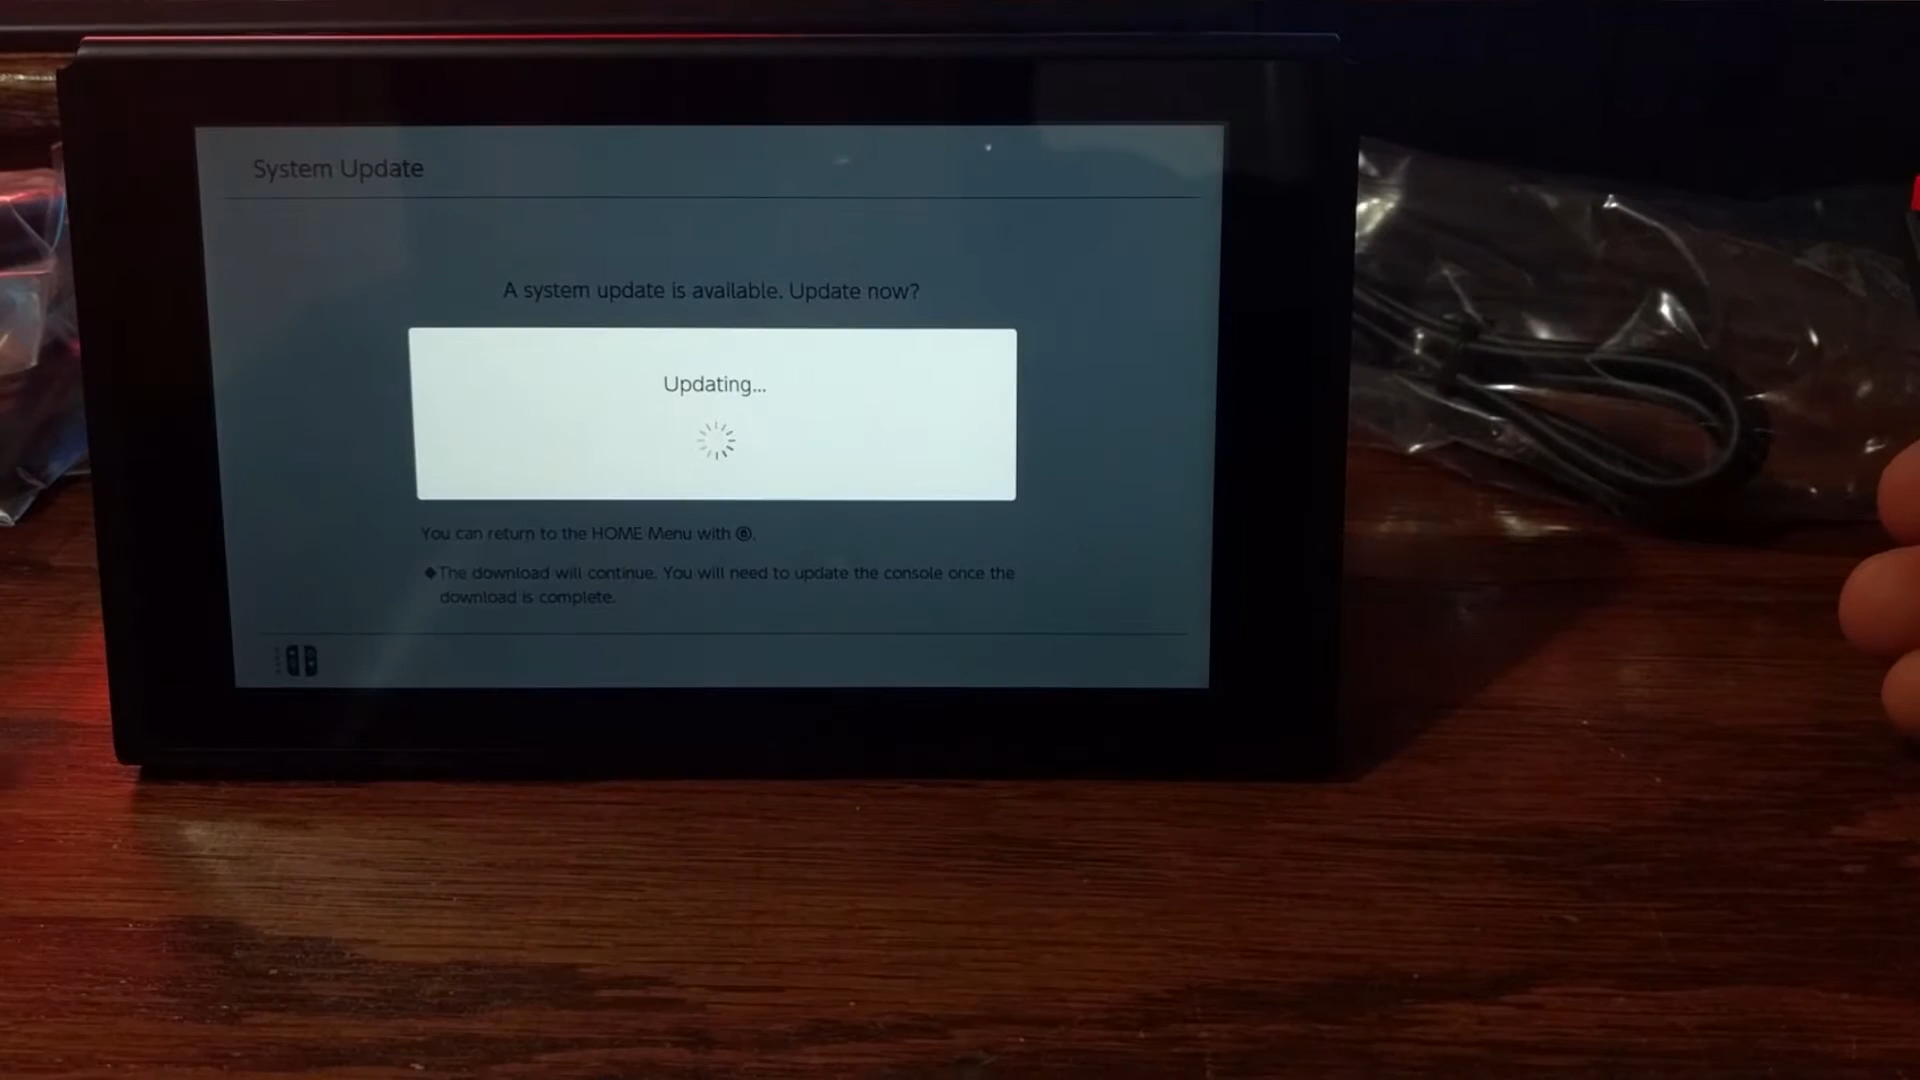 System Update
A system update is available. Update now?
Updating...
You can return to the HOME Menu with
◆The download will continue. You will need to update the console once the
download is complete.